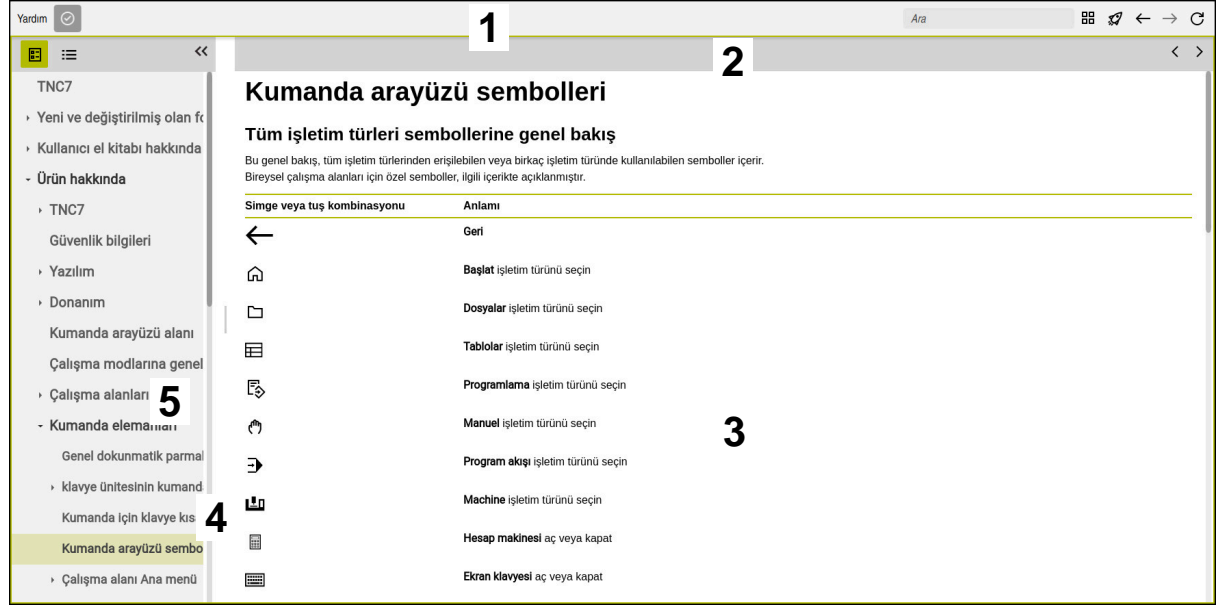 Yardım
1
Ara
2
TNC7
Yeni ve değiştirilmiş olan fo
Kullanıcı el kitabı hakkında
Ürün hakkında
TNC7
Güvenlik bilgileri
Yazılım
Donanım
Kumanda arayüzü alanı
Çalışma modlarına genel
Çalışma alanları
5
Kumanda elemanları
Genel dokunmatik parmal
klavye ünitesinin kumand
Kumanda için klavye kıs
4
Kumanda arayüzü sembo
Çalışma alanı Ana menü
Kumanda arayüzü sembolleri
Tüm işletim türleri sembollerine genel bakış
Bu genel bakış, tüm işletim türlerinden erişilebilen veya birkaç işletim türünde kullanılabilen semboller içerir.
Bireysel çalışma alanları için özel semboller, ilgili içerikte açıklanmıştır.
Simge veya tuş kombinasyonu Anlamı
Geri
Başlat işletim türünü seçin
Dosyalar işletim türünü seçin
Tablolar işletim türünü seçin
Programlama işletim türünü seçin
Manuel işletim türünü seçin
3
Program akışı işletim türünü seçin
Machine işletim türünü seçin
Hesap makinesi aç veya kapat
Ekran klavyesi aç veya kapat